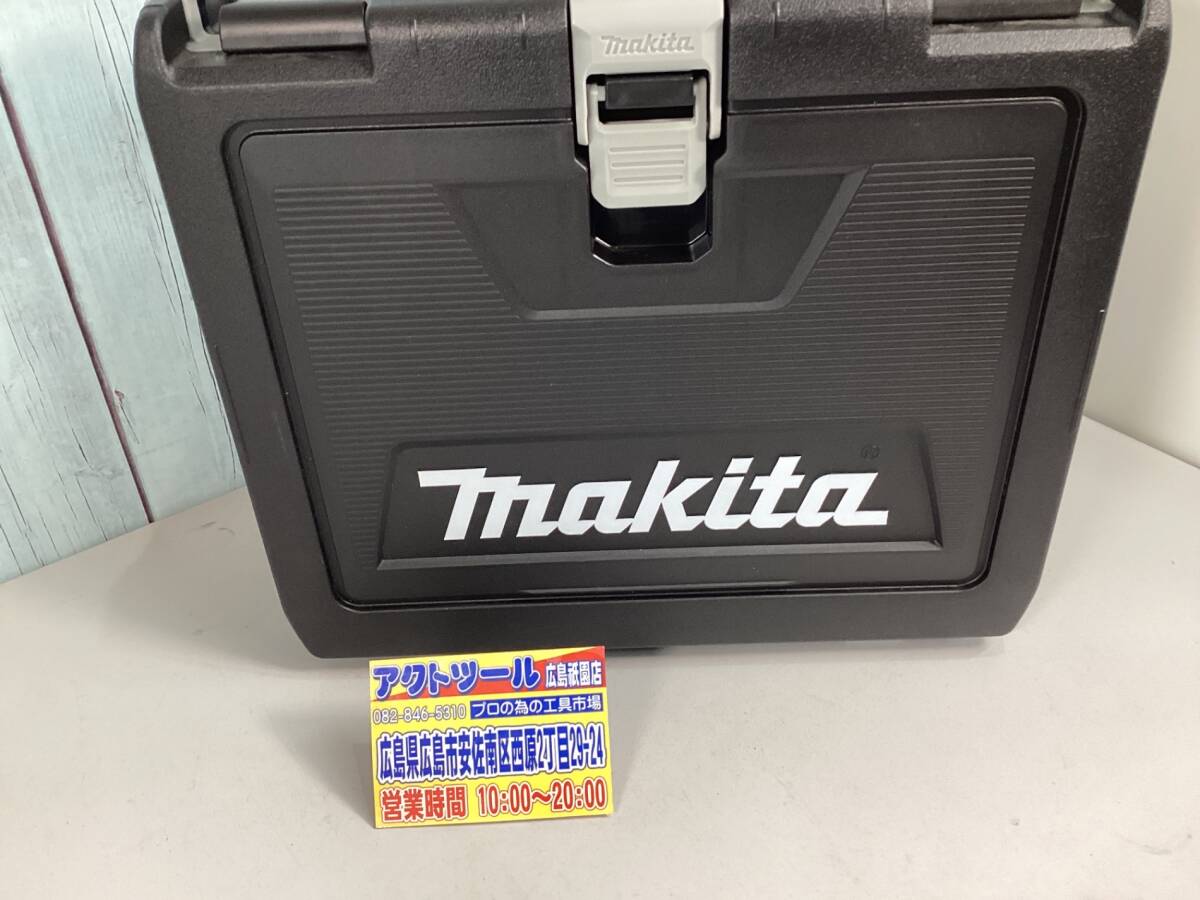 makita
makita
アクトツール 広島祇園店
082-846-5310 プロの為の工具市場
広島県広島市安佐南区西原2丁目29-24
営業時間 10:00～20:00